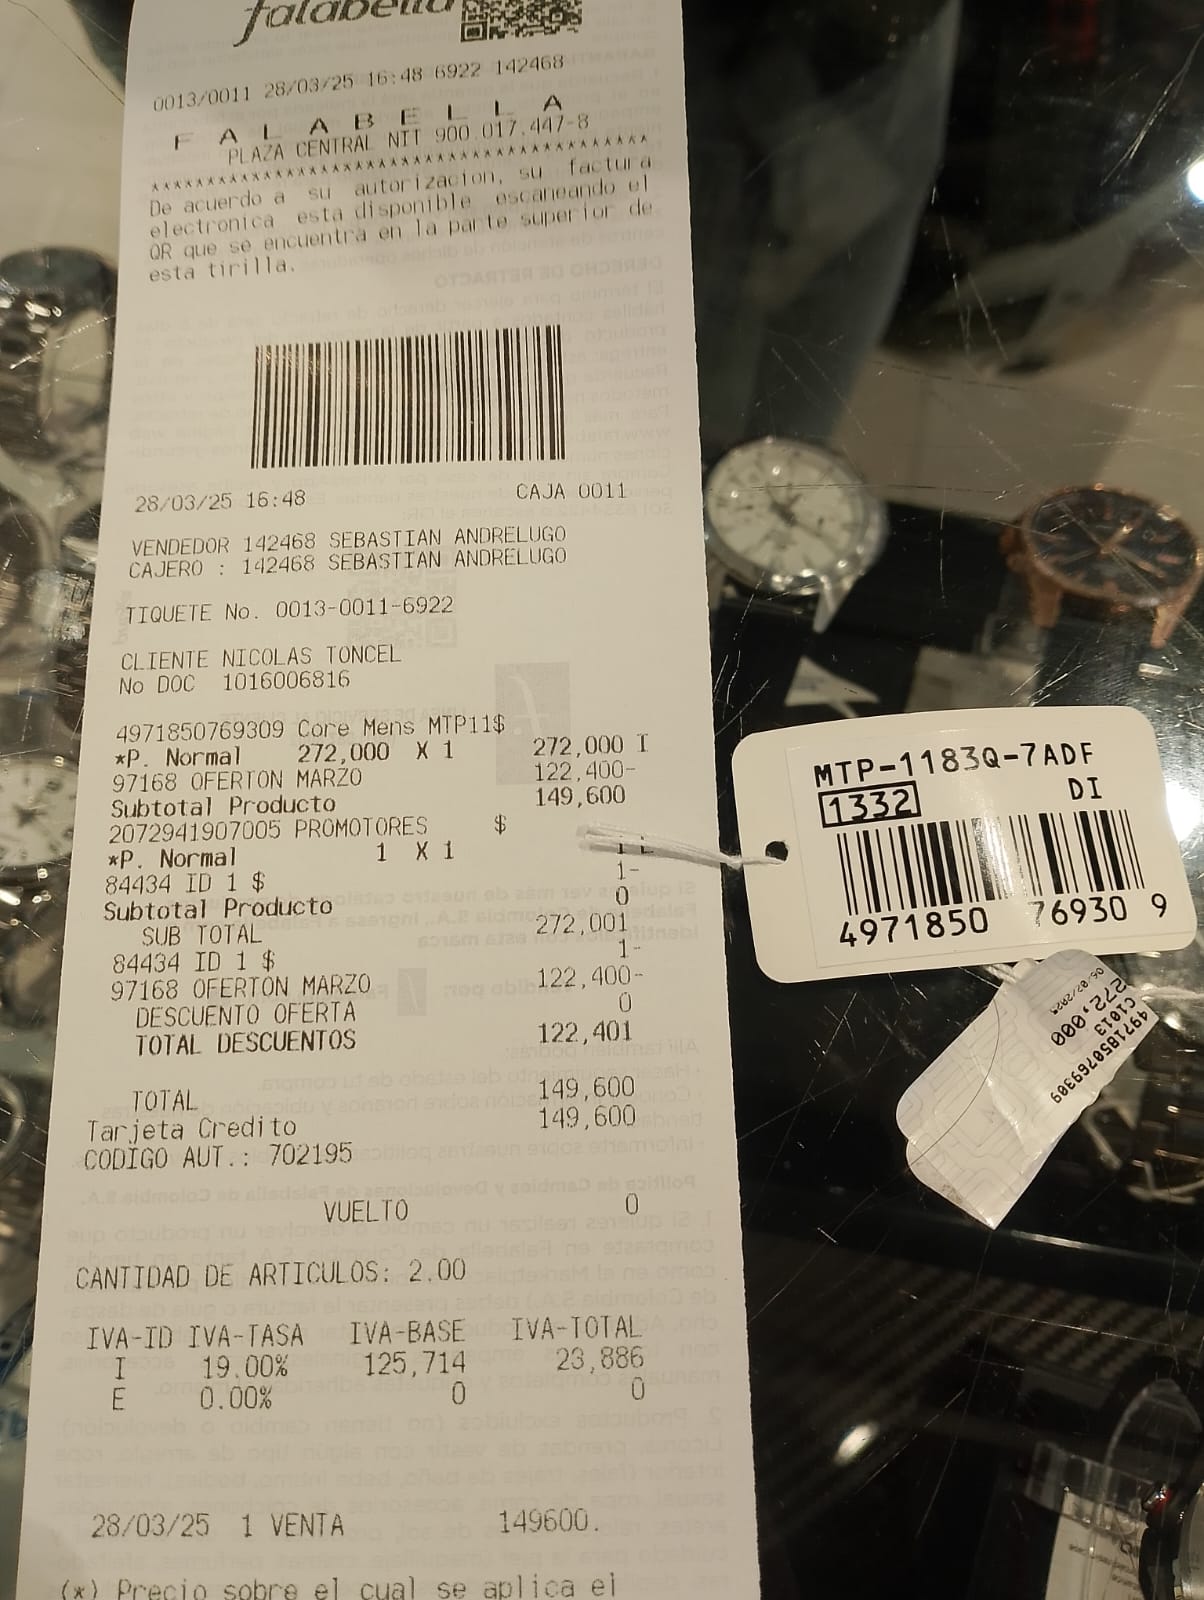 falabella
0013/0011 28/03/25 16:48 6922 142468
F A L A B E L L A
PLAZA CENTRAL NIT 900.017.447-8
****************************************
De acuerdo a su autorizacion, su factura
electronica esta disponible escaneando el
QR que se encuentra en la parte superior de
esta tirilla.
28/03/25 16:48 CAJA 0011
VENDEDOR 142468 SEBASTIAN ANDRELUGO
CAJERO : 142468 SEBASTIAN ANDRELUGO
TIQUETE No. 0013-0011-6922
CLIENTE NICOLAS TONCEL
No DOC 1016006816
4971850769309 Core Mens MTP11$
*P. Normal 272,000 X 1 272,000 I
97168 OFERTON MARZO 122,400-
Subtotal Producto 149,600
2072941907005 PROMOTORES $
*P. Normal 1 X 1
84434 ID 1 $ 1-
Subtotal Producto 0
SUB TOTAL 272,001
84434 ID 1 $ 1-
97168 OFERTON MARZO 122,400-
DESCUENTO OFERTA 0
TOTAL DESCUENTOS 122,401
TOTAL 149,600
Tarjeta Credito 149,600
CODIGO AUT.: 702195
VUELTO 0
CANTIDAD DE ARTICULOS: 2.00
IVA-ID IVA-TASA IVA-BASE IVA-TOTAL
I 19.00% 125,714 23,886
E 0.00% 0 0
28/03/25 1 VENTA 149600.
(*) Precio sobre el cual se aplica el
MTP-1183Q-7ADF
1332 DI
4971850 76930 9
4971850769309
C1013
272,000